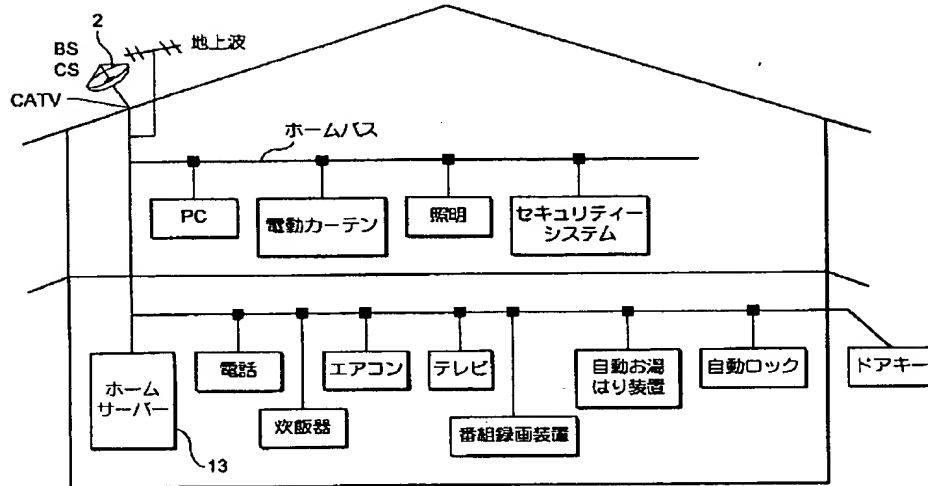 2
BS
CS
地上波
CATV
ホームバス
PC
電動カーテン
照明
セキュリティー
システム
電話
エアコン
テレビ
自動お湯
はり装置
自動ロック
ドアキー
ホーム
サーバー
炊飯器
番組録画装置
13